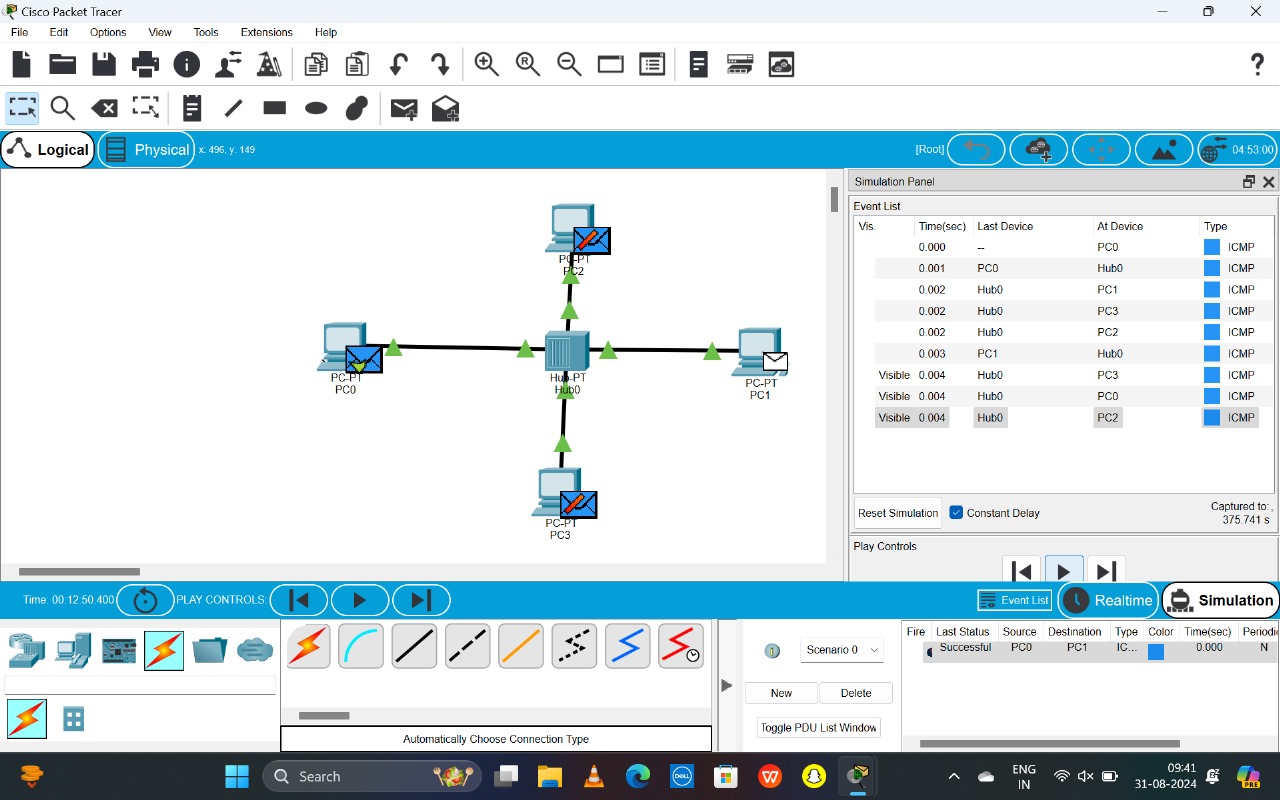 Cisco Packet Tracer
File Edit Options View Tools Extensions Help
Logical Physical x: 496, y: 149 [Root] 04:53:00
Simulation Panel
Event List
Vis. Time(sec) Last Device At Device Type
0.000 -- PC0 ICMP
0.001 PC0 Hub0 ICMP
0.002 Hub0 PC1 ICMP
0.002 Hub0 PC3 ICMP
0.002 Hub0 PC2 ICMP
0.003 PC1 Hub0 ICMP
Visible 0.004 Hub0 PC3 ICMP
Visible 0.004 Hub0 PC0 ICMP
Visible 0.004 Hub0 PC2 ICMP
Reset Simulation Constant Delay Captured to:
375.741 s
Play Controls
PC-PT
PC2
PC-PT
PC0
Hub-PT
Hub0
PC-PT
PC1
PC-PT
PC3
Time: 00:12:50.400 PLAY CONTROLS: Event List Realtime Simulation
Scenario 0
New Delete
Toggle PDU List Window
Fire Last Status Source Destination Type Color Time(sec) Periodi
Successful PC0 PC1 IC... 0.000 N
Automatically Choose Connection Type
Search
DELL
PRE
ENG
IN
09:41
31-08-2024